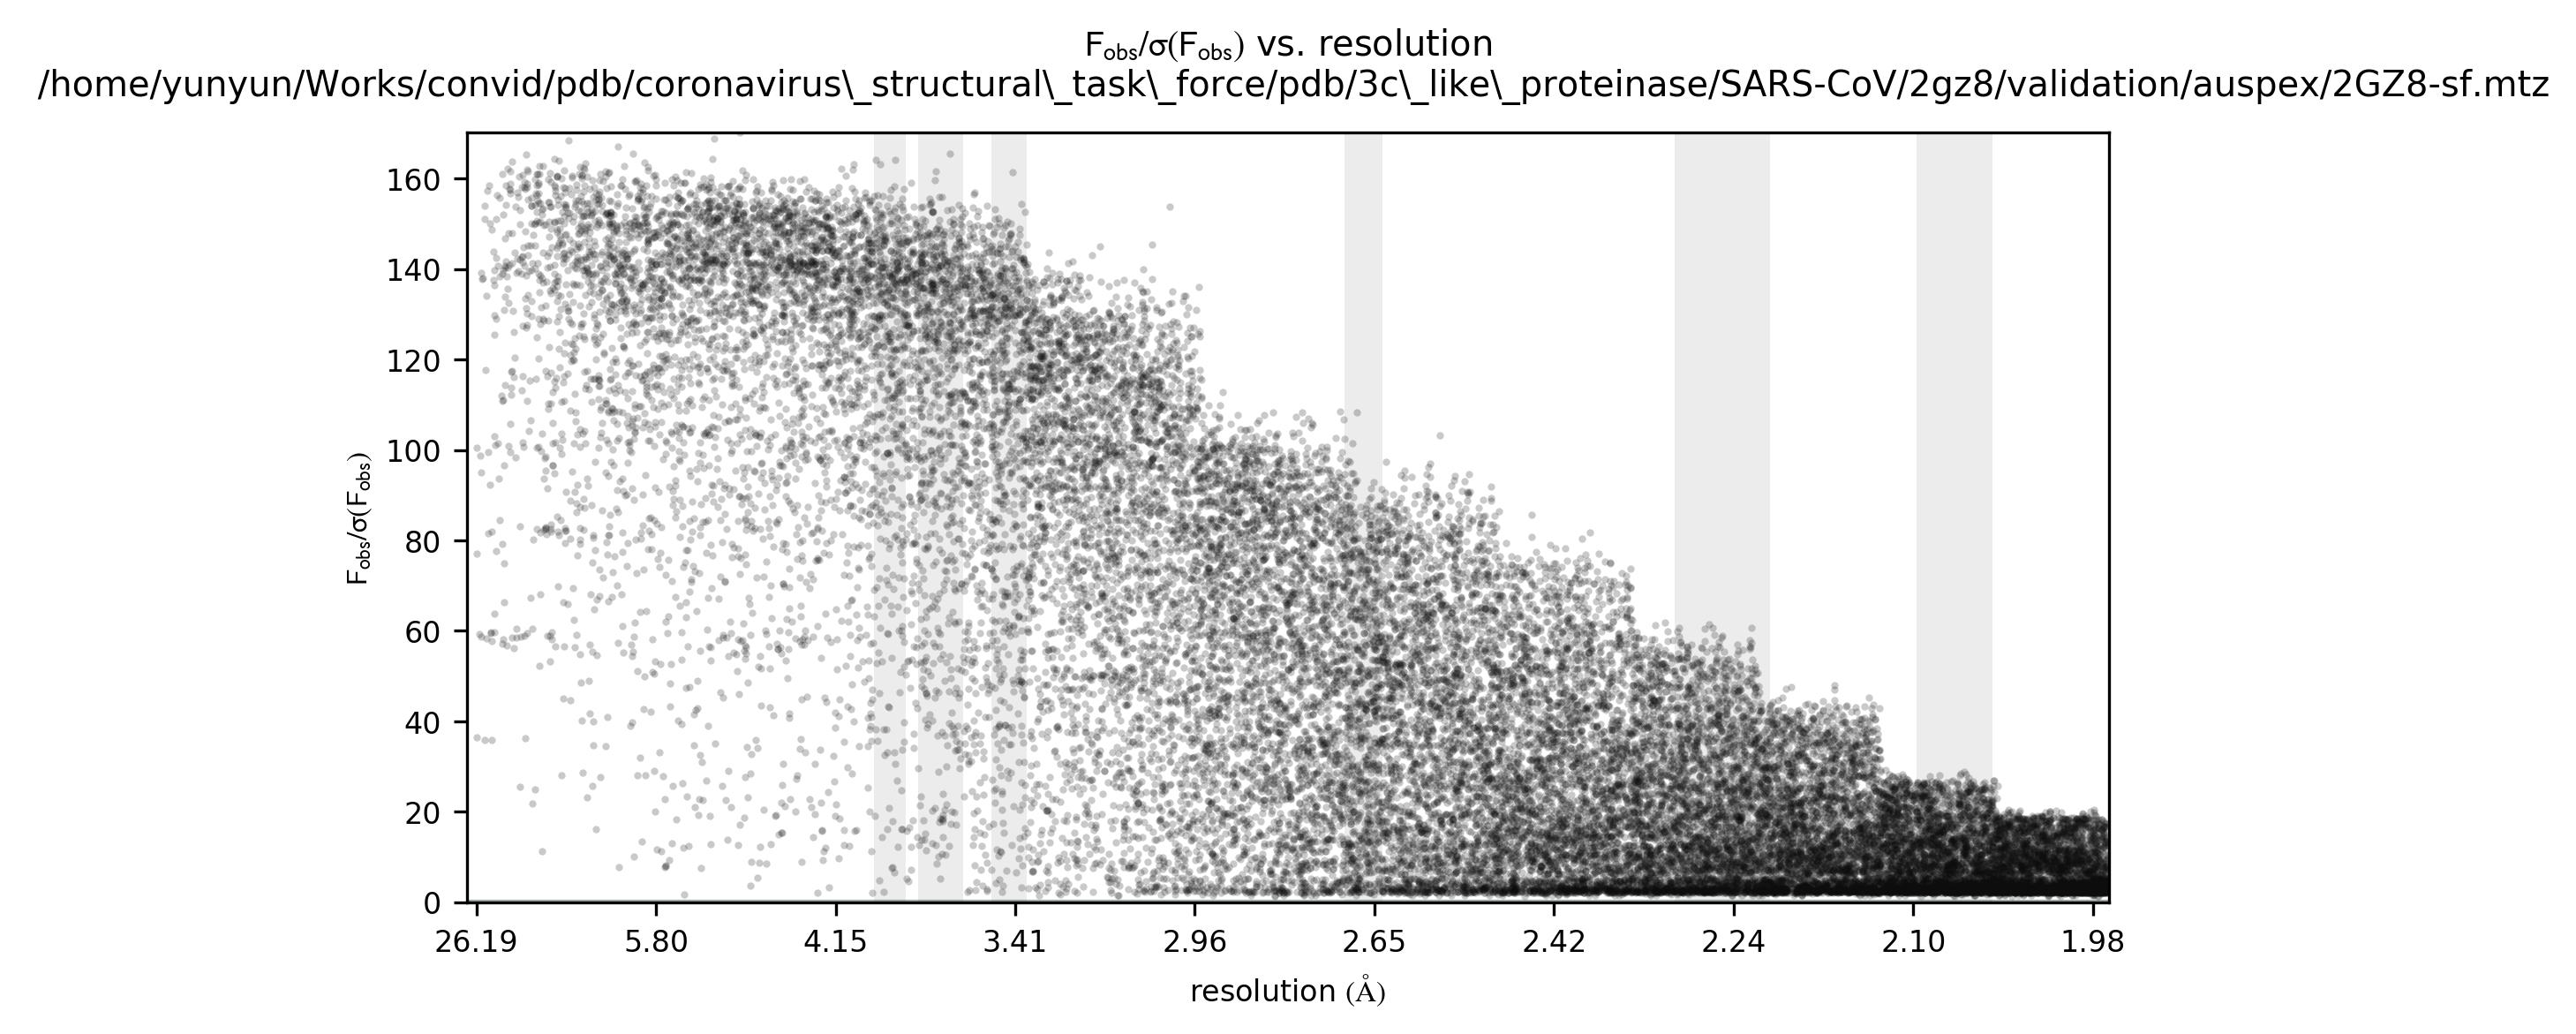 Fobs/σ(Fobs) vs. resolution
/home/yunyun/Works/convid/pdb/coronavirus\_structural\_task\_force/pdb/3c\_like\_proteinase/SARS-CoV/2gz8/validation/auspex/2GZ8-sf.mtz
Fobs/σ(Fobs)
160
140
120
100
80
60
40
20
0
26.19 5.80 4.15 3.41 2.96 2.65 2.42 2.24 2.10 1.98
resolution (Å)